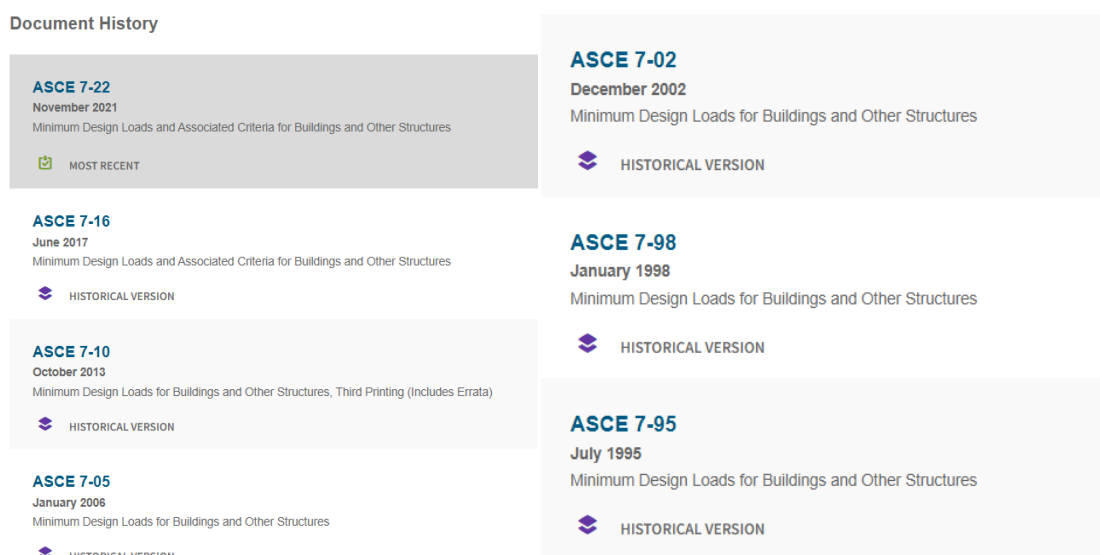 Document History
ASCE 7-22
November 2021
Minimum Design Loads and Associated Criteria for Buildings and Other Structures
MOST RECENT
ASCE 7-16
June 2017
Minimum Design Loads and Associated Criteria for Buildings and Other Structures
HISTORICAL VERSION
ASCE 7-10
October 2013
Minimum Design Loads for Buildings and Other Structures, Third Printing (Includes Errata)
HISTORICAL VERSION
ASCE 7-05
January 2006
Minimum Design Loads for Buildings and Other Structures
HISTORICAL VERSION
ASCE 7-02
December 2002
Minimum Design Loads for Buildings and Other Structures
HISTORICAL VERSION
ASCE 7-98
January 1998
Minimum Design Loads for Buildings and Other Structures
HISTORICAL VERSION
ASCE 7-95
July 1995
Minimum Design Loads for Buildings and Other Structures
HISTORICAL VERSION